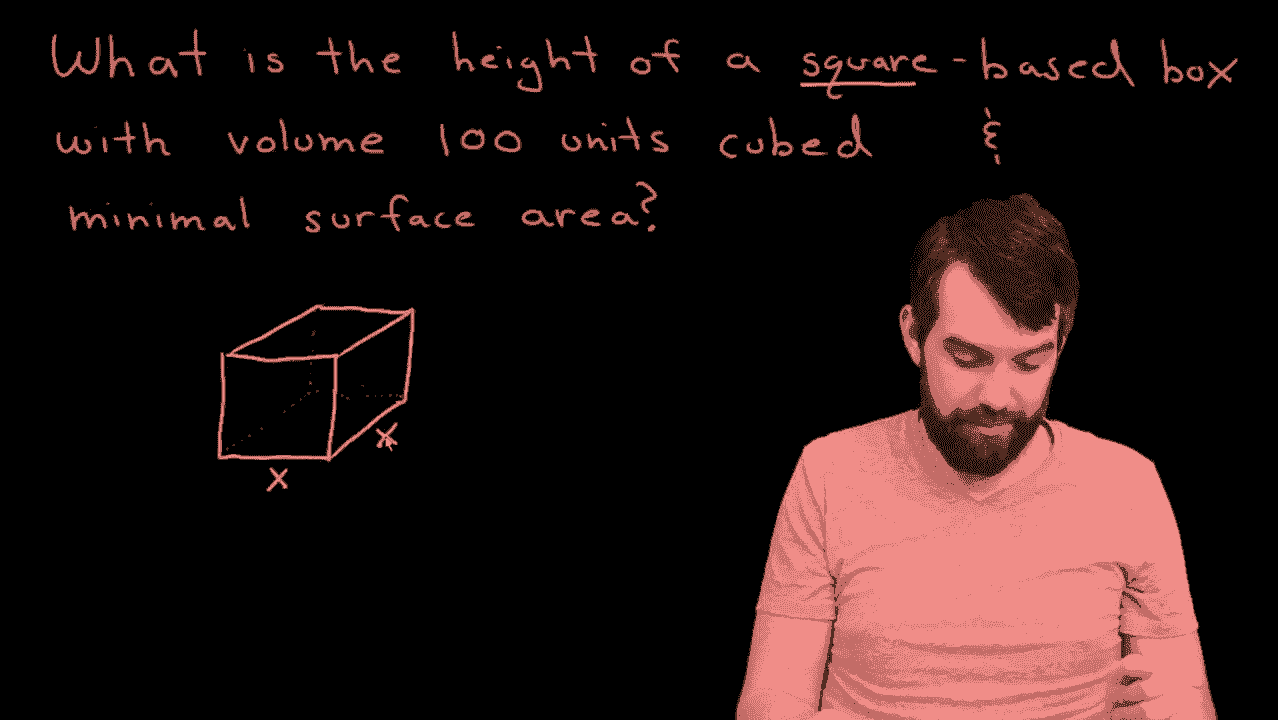 What is the height of a square-based box
with volume 100 units cubed &
minimal surface area?
x
x